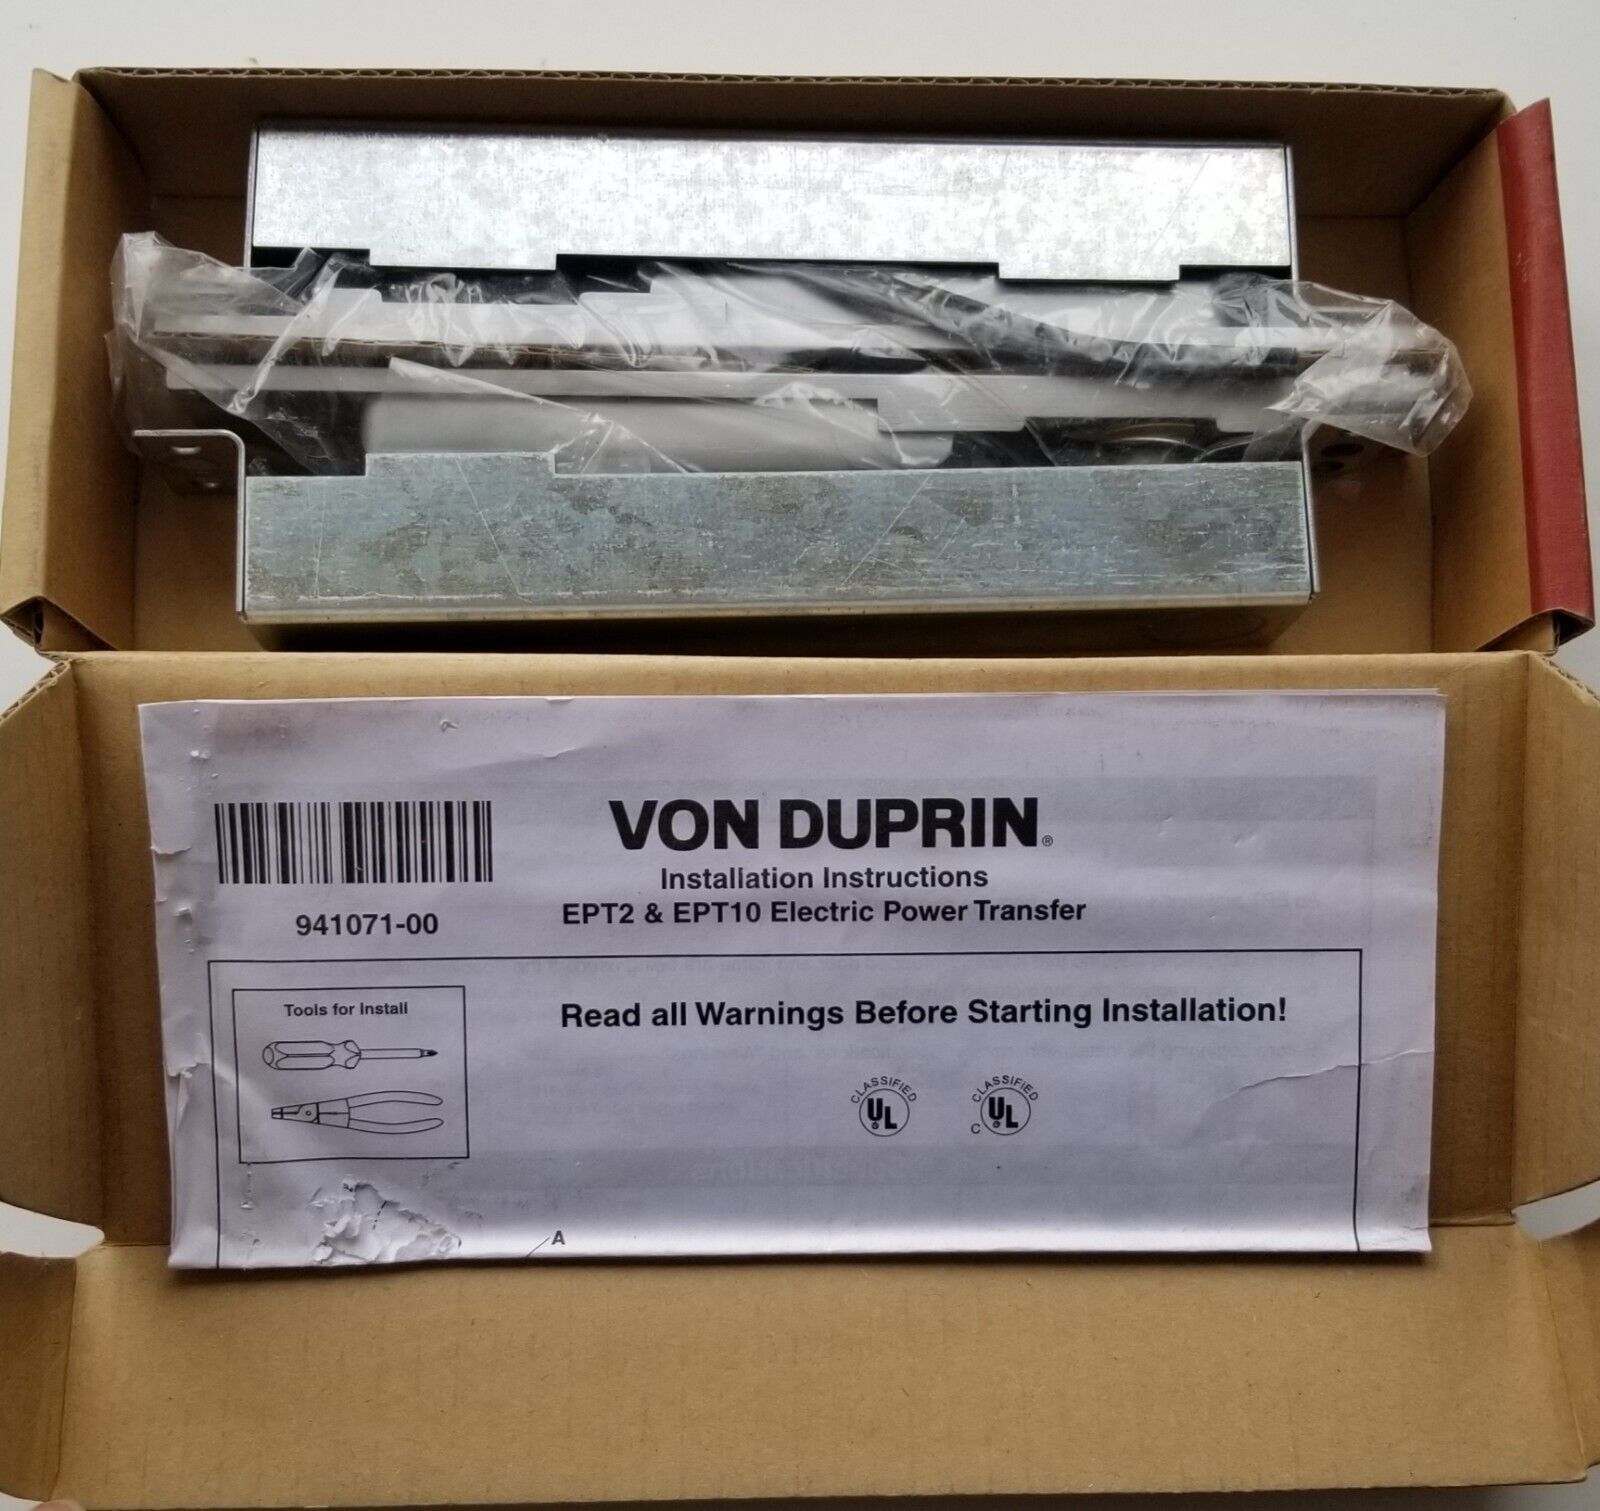 VON DUPRIN®
Installation Instructions
EPT2 & EPT10 Electric Power Transfer
941071-00
Tools for Install
Read all Warnings Before Starting Installation!
CLASSIFIED
UL
®
CLASSIFIED
C UL
®
A